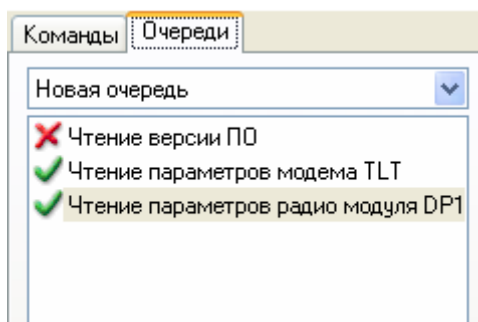 Команды Очереди
Новая очередь
Чтение версии ПО
Чтение параметров модема TLT
Чтение параметров радио модуля DP1